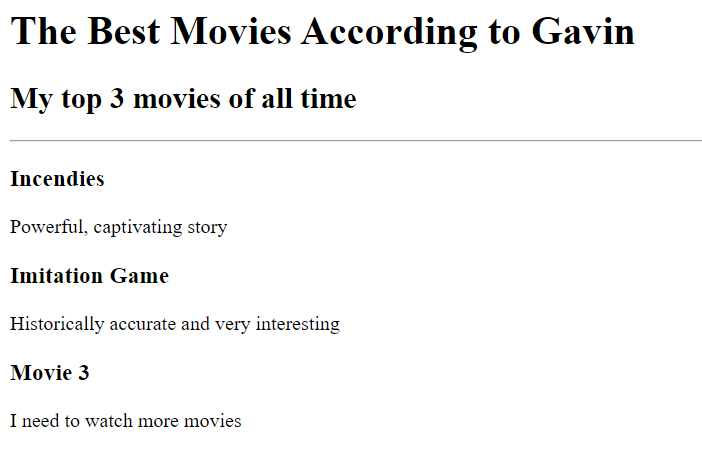 The Best Movies According to Gavin
My top 3 movies of all time
Incendies
Powerful, captivating story
Imitation Game
Historically accurate and very interesting
Movie 3
I need to watch more movies